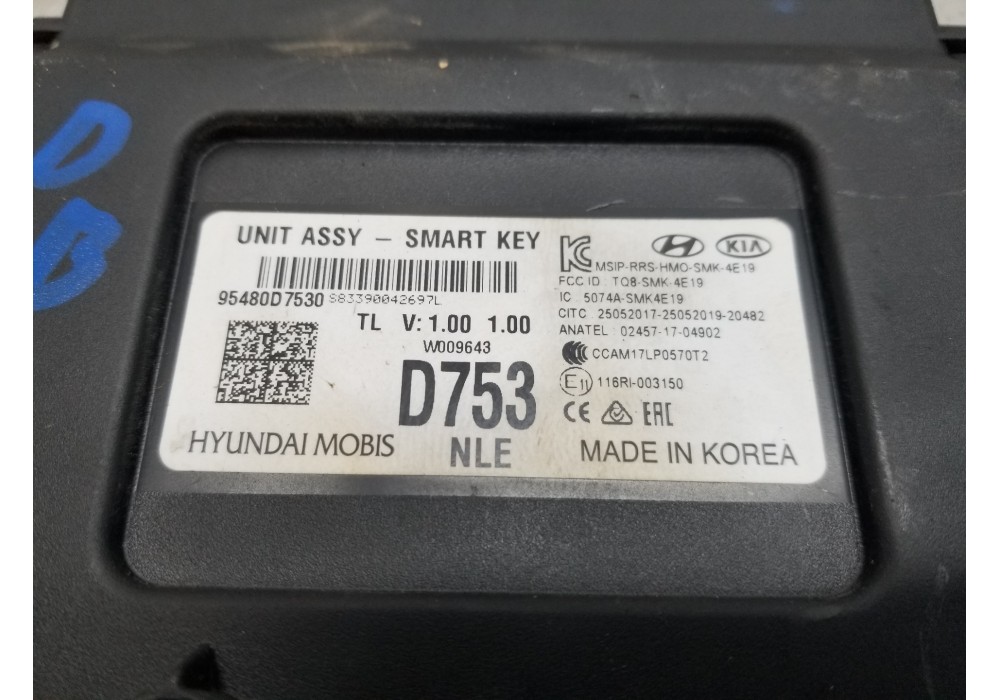 D
B
UNIT ASSY - SMART KEY
95480D7530 S83390042697L
TL V: 1.00 1.00
W009643
D753
HYUNDAI MOBIS
NLE
KIA
MSIP-RRS-HMO-SMK-4E19
FCC ID : TQ8-SMK-4E19
IC : 5074A-SMK4E19
CITC : 25052017-25052019-20482
ANATEL : 02457-17-04902
CCAM17LP0570T2
E11 116RI-003150
CE EAC
MADE IN KOREA